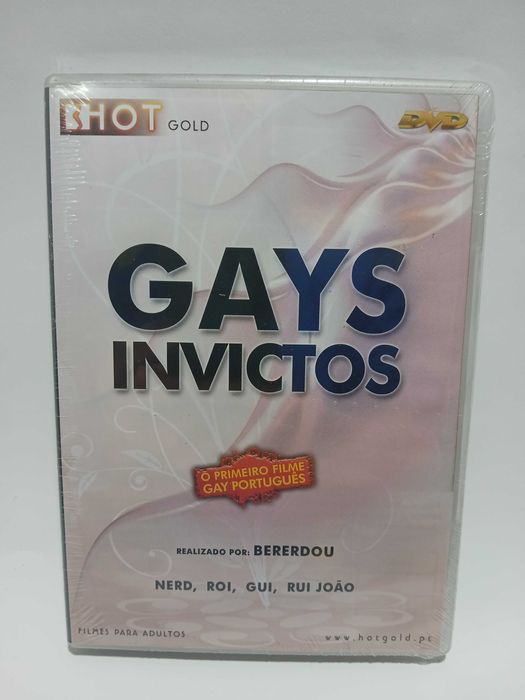 HOT GOLD
DVD
GAYS
INVICTOS
O PRIMEIRO FILME
GAY PORTUGUÊS
REALIZADO POR: BERERDOU
NERD, ROI, GUI, RUI JOÃO
FILMES PARA ADULTOS
www.hotgold.pt